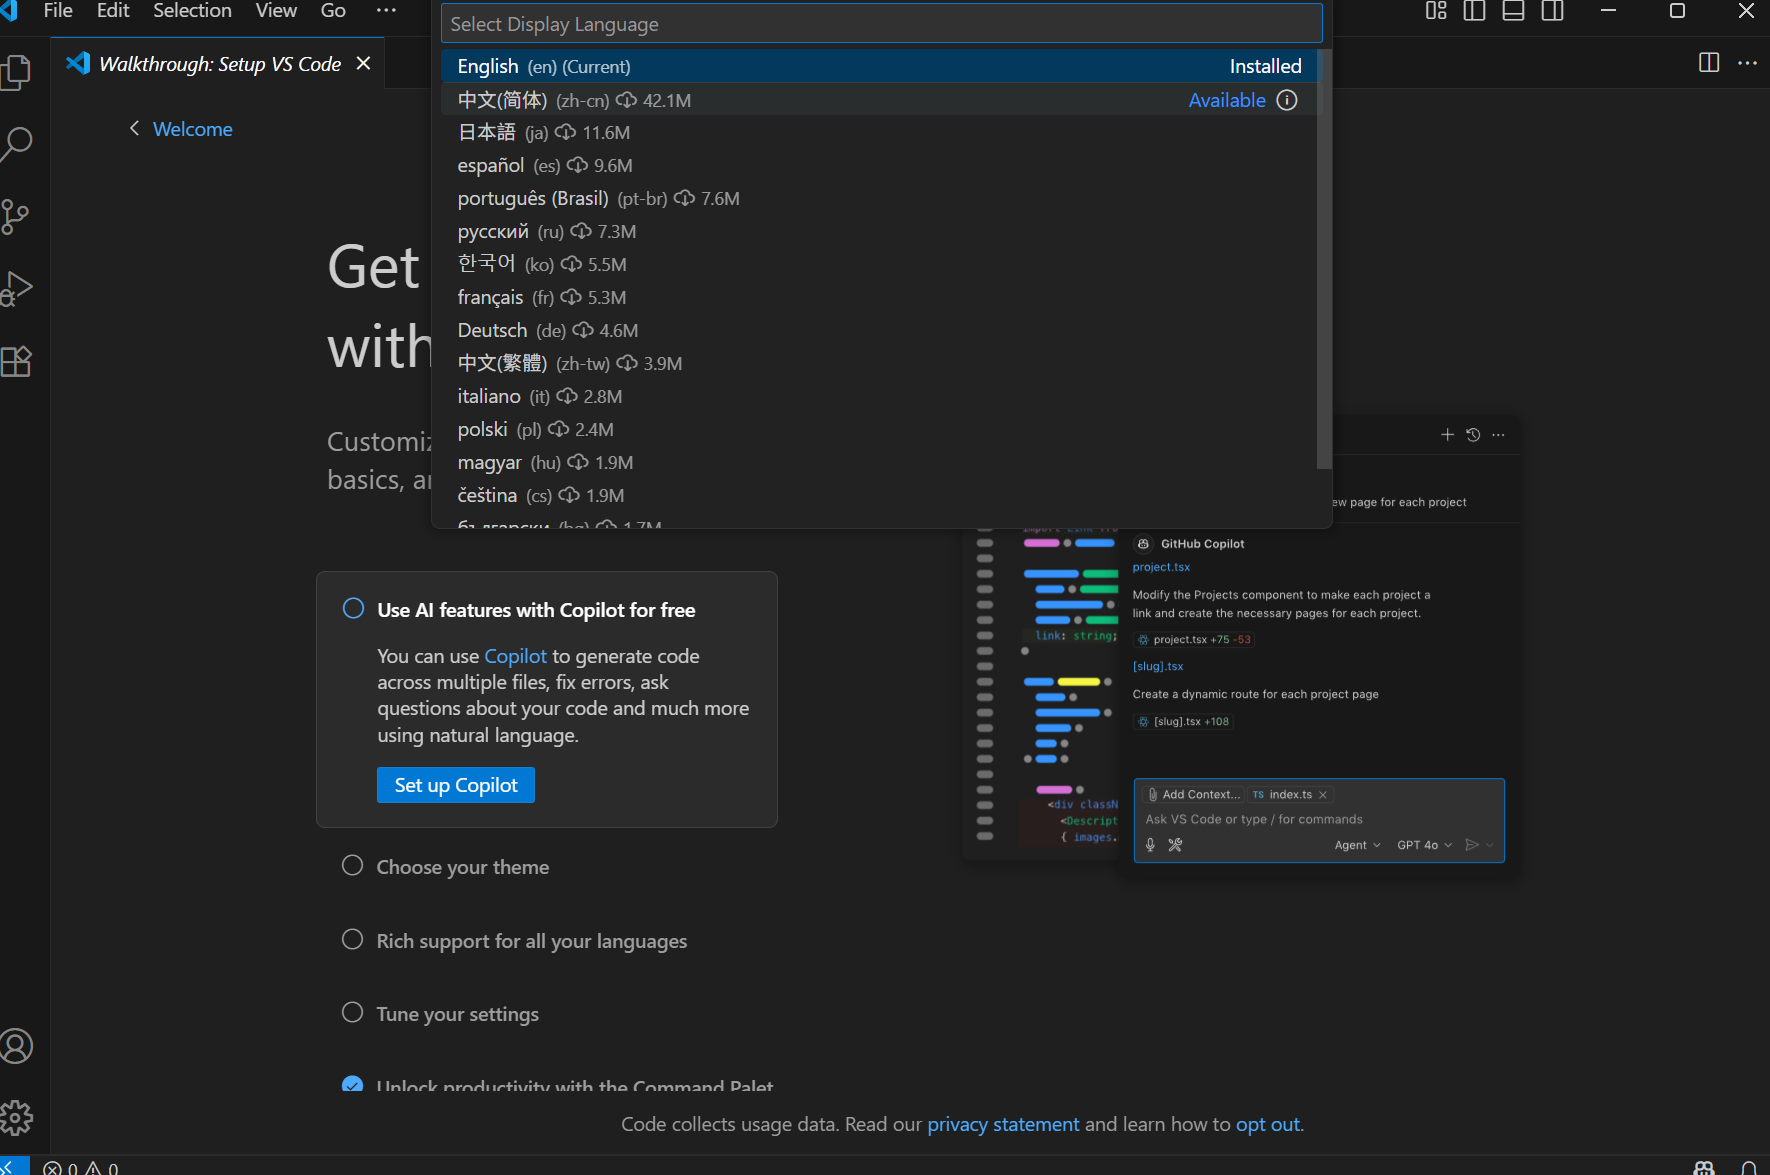 File Edit Selection View Go ···
Select Display Language
English (en) (Current) Installed
中文(简体) (zh-cn) 42.1M Available
日本語 (ja) 11.6M
español (es) 9.6M
português (Brasil) (pt-br) 7.6M
русский (ru) 7.3M
한국어 (ko) 5.5M
français (fr) 5.3M
Deutsch (de) 4.6M
中文(繁體) (zh-tw) 3.9M
italiano (it) 2.8M
polski (pl) 2.4M
magyar (hu) 1.9M
čeština (cs) 1.9M
български (bg) 1.7M
Walkthrough: Setup VS Code
Welcome
Get
with
basics,
Use AI features with Copilot for free
You can use Copilot to generate code
across multiple files, fix errors, ask
questions about your code and much more
using natural language.
Set up Copilot
Choose your theme
Rich support for all your languages
Tune your settings
Unlock productivity with the Command Palet
page for each project
GitHub Copilot
project.tsx
Modify the Projects component to make each project a
link and create the necessary pages for each project.
project.tsx +75 -53
[slug].tsx
Create a dynamic route for each project page
[slug].tsx +108
link: string;
<div classN
<Descript
{ images.
Add Context... TS index.ts
Ask VS Code or type / for commands
Agent GPT 4o
Code collects usage data. Read our privacy statement and learn how to opt out.
0 0